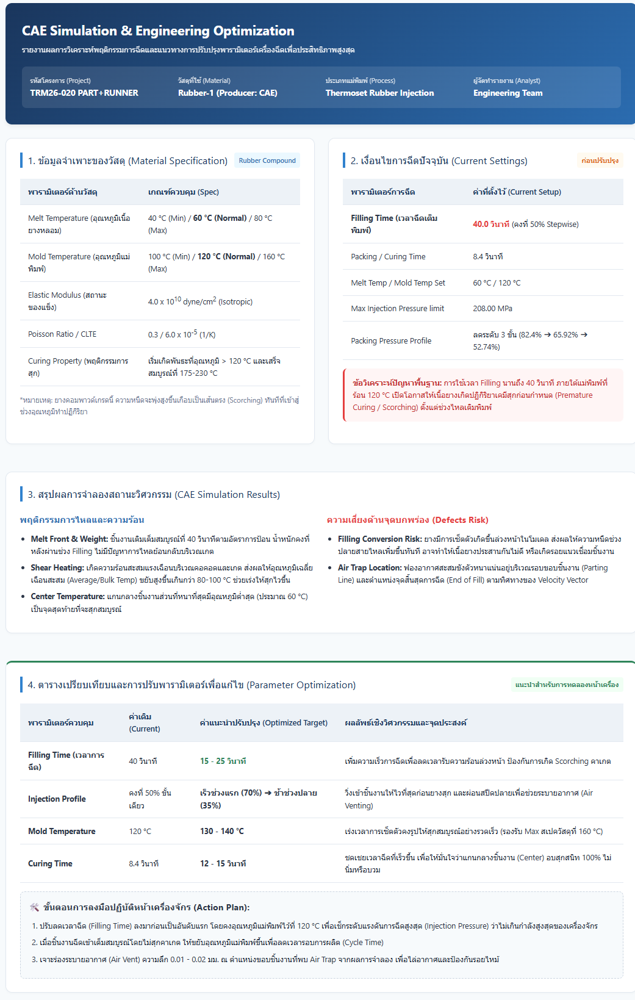 CAE Simulation & Engineering Optimization
รายงานผลการวิเคราะห์พฤติกรรมการฉีดและแนวทางการปรับปรุงพารามิเตอร์เครื่องฉีดเพื่อประสิทธิภาพสูงสุด
รหัสโครงการ (Project)
TRM26-020 PART+RUNNER
วัสดุที่ใช้ (Material)
Rubber-1 (Producer: CAE)
ประเภทแม่พิมพ์ (Process)
Thermoset Rubber Injection
ผู้จัดทำรายงาน (Analyst)
Engineering Team
1. ข้อมูลจำเพาะของวัสดุ (Material Specification)
Rubber Compound
พารามิเตอร์ด้านวัสดุ
เกณฑ์ควบคุม (Spec)
Melt Temperature (อุณหภูมิเนื้อ
ยางหลอม)
40 °C (Min) / 60 °C (Normal) / 80 °C
(Max)
Mold Temperature (อุณหภูมิแม่
พิมพ์)
100 °C (Min) / 120 °C (Normal) / 160 °C
(Max)
Elastic Modulus (สถานะ
ของแข็ง)
4.0 x 10^10 dyne/cm^2 (Isotropic)
Poisson Ratio / CLTE
0.3 / 6.0 x 10^-5 (1/K)
Curing Property (พฤติกรรมการ
สุก)
เริ่มเกิดพันธะที่อุณหภูมิ > 120 °C และเสร็จ
สมบูรณ์ที่ 175-230 °C
*หมายเหตุ: ยางคอมพาวด์เกรดนี้ ความหนืดจะพุ่งสูงขึ้นเกือบเป็นเส้นตรง (Scorching) ทันทีที่เข้าสู่
ช่วงอุณหภูมิทำปฏิกิริยา
2. เงื่อนไขการฉีดปัจจุบัน (Current Settings)
ก่อนปรับปรุง
พารามิเตอร์การฉีด
ค่าที่ตั้งไว้ (Current Setup)
Filling Time (เวลาฉีดเต็ม
พิมพ์)
40.0 วินาที (คงที่ 50% Stepwise)
Packing / Curing Time
8.4 วินาที
Melt Temp / Mold Temp Set
60 °C / 120 °C
Max Injection Pressure limit
208.00 MPa
Packing Pressure Profile
ลดระดับ 3 ขั้น (82.4% → 65.92% →
52.74%)
ข้อวิเคราะห์ปัญหาพื้นฐาน: การใช้เวลา Filling นานถึง 40 วินาที ภายใต้แม่พิมพ์ที่
ร้อน 120 °C เปิดโอกาสให้เนื้อยางเกิดปฏิกิริยาเคมีสุกก่อนกำหนด (Premature
Curing / Scorching) ตั้งแต่ช่วงไหลเติมพิมพ์
3. สรุปผลการจำลองสถานะวิศวกรรม (CAE Simulation Results)
พฤติกรรมการไหลและความร้อน
• Melt Front & Weight: ชิ้นงานเติมเต็มสมบูรณ์ที่ 40 วินาทีตามอัตราการป้อน น้ำหนักคงที่
หลังผ่านช่วง Filling ไม่มีปัญหาการไหลย้อนกลับบริเวณเกต
• Shear Heating: เกิดความร้อนสะสมแรงเฉือนบริเวณคอคอดและเกต ส่งผลให้อุณหภูมิเฉลี่ย
เฉือนสะสม (Average/Bulk Temp) ขยับสูงขึ้นเกินกว่า 80-100 °C ช่วยเร่งให้สุกไวขึ้น
• Center Temperature: แกนกลางชิ้นงานส่วนที่หนาที่สุดมีอุณหภูมิต่ำสุด (ประมาณ 60 °C)
เป็นจุดสุดท้ายที่จะสุกสมบูรณ์
ความเสี่ยงด้านจุดบกพร่อง (Defects Risk)
• Filling Conversion Risk: ยางมีการเซ็ตตัวเกิดขึ้นล่วงหน้าในโมเดล ส่งผลให้ความหนืดช่วง
ปลายสายไหลเพิ่มขึ้นทันที อาจทำให้เนื้อยางประสานกันไม่ดี หรือเกิดรอยแนวเชื่อมชิ้นงาน
• Air Trap Location: ฟองอากาศสะสมขังตัวหนาแน่นอยู่บริเวณรอบขอบชิ้นงาน (Parting
Line) และตำแหน่งจุดสิ้นสุดการฉีด (End of Fill) ตามทิศทางของ Velocity Vector
4. ตารางเปรียบเทียบและการปรับพารามิเตอร์เพื่อแก้ไข (Parameter Optimization)
แนะนำสำหรับการทดลองหน้าเครื่อง
พารามิเตอร์ควบคุม
ค่าเดิม
(Current)
ค่าแนะนำปรับปรุง (Optimized Target)
ผลลัพธ์เชิงวิศวกรรมและจุดประสงค์
Filling Time (เวลาการ
ฉีด)
40 วินาที
15 - 25 วินาที
เพิ่มความเร็วการฉีดเพื่อลดเวลารับความร้อนล่วงหน้า ป้องกันการเกิด Scorching คาเกต
Injection Profile
คงที่ 50% ขั้น
เดียว
เร็วช่วงแรก (70%) → ช้าช่วงปลาย
(35%)
วิ่งเข้าชิ้นงานให้ไวที่สุดก่อนยางสุก และผ่อนสปีดปลายเพื่อช่วยระบายอากาศ (Air
Venting)
Mold Temperature
120 °C
130 - 140 °C
เร่งเวลาการเซ็ตตัวคงรูปให้สุกสมบูรณ์อย่างรวดเร็ว (รองรับ Max สเปควัสดุที่ 160 °C)
Curing Time
8.4 วินาที
12 - 15 วินาที
ชดเชยเวลาฉีดที่เร็วขึ้น เพื่อให้มั่นใจว่าแกนกลางชิ้นงาน (Center) อบสุกสนิท 100% ไม่
นิ่มหรือบวม
🛠️ ขั้นตอนการลงมือปฏิบัติหน้าเครื่องจักร (Action Plan):
1. ปรับลดเวลาฉีด (Filling Time) ลงมาก่อนเป็นอันดับแรก โดยคงอุณหภูมิแม่พิมพ์ไว้ที่ 120 °C เพื่อเช็กระดับแรงดันการฉีดสูงสุด (Injection Pressure) ว่าไม่เกินกำลังสูงสุดของเครื่องจักร
2. เมื่อชิ้นงานฉีดเข้าเต็มสมบูรณ์โดยไม่สุกคาเกต ให้ขยับอุณหภูมิแม่พิมพ์ขึ้นเพื่อลดเวลารอบการผลิต (Cycle Time)
3. เจาะร่องระบายอากาศ (Air Vent) ความลึก 0.01 - 0.02 มม. ณ ตำแหน่งขอบชิ้นงานที่พบ Air Trap จากผลการจำลอง เพื่อไล่อากาศและป้องกันรอยไหม้